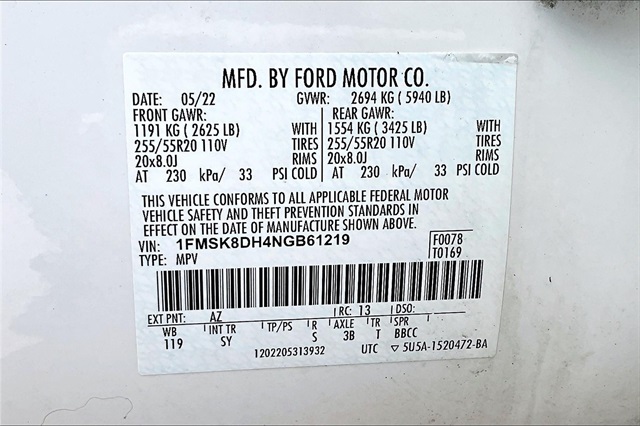 MFD. BY FORD MOTOR CO.
DATE: 05/22 GVWR: 2694 KG ( 5940 LB)
FRONT GAWR: REAR GAWR:
1191 KG ( 2625 LB) WITH 1554 KG ( 3425 LB) WITH
255/55R20 110V TIRES 255/55R20 110V TIRES
20x8.0J RIMS 20x8.0J RIMS
AT 230 kPa/ 33 PSI COLD AT 230 kPa/ 33 PSI COLD
THIS VEHICLE CONFORMS TO ALL APPLICABLE FEDERAL MOTOR
VEHICLE SAFETY AND THEFT PREVENTION STANDARDS IN
EFFECT ON THE DATE OF MANUFACTURE SHOWN ABOVE.
VIN: 1FMSK8DH4NGB61219 F0078
TYPE: MPV T0169
EXT PNT: AZ RC: 13 DSO:
WB INT TR TP/PS R AXLE TR SPR
119 SY S 3B T BBCC
1202205313932 UTC ▽ 5U5A-1520472-BA